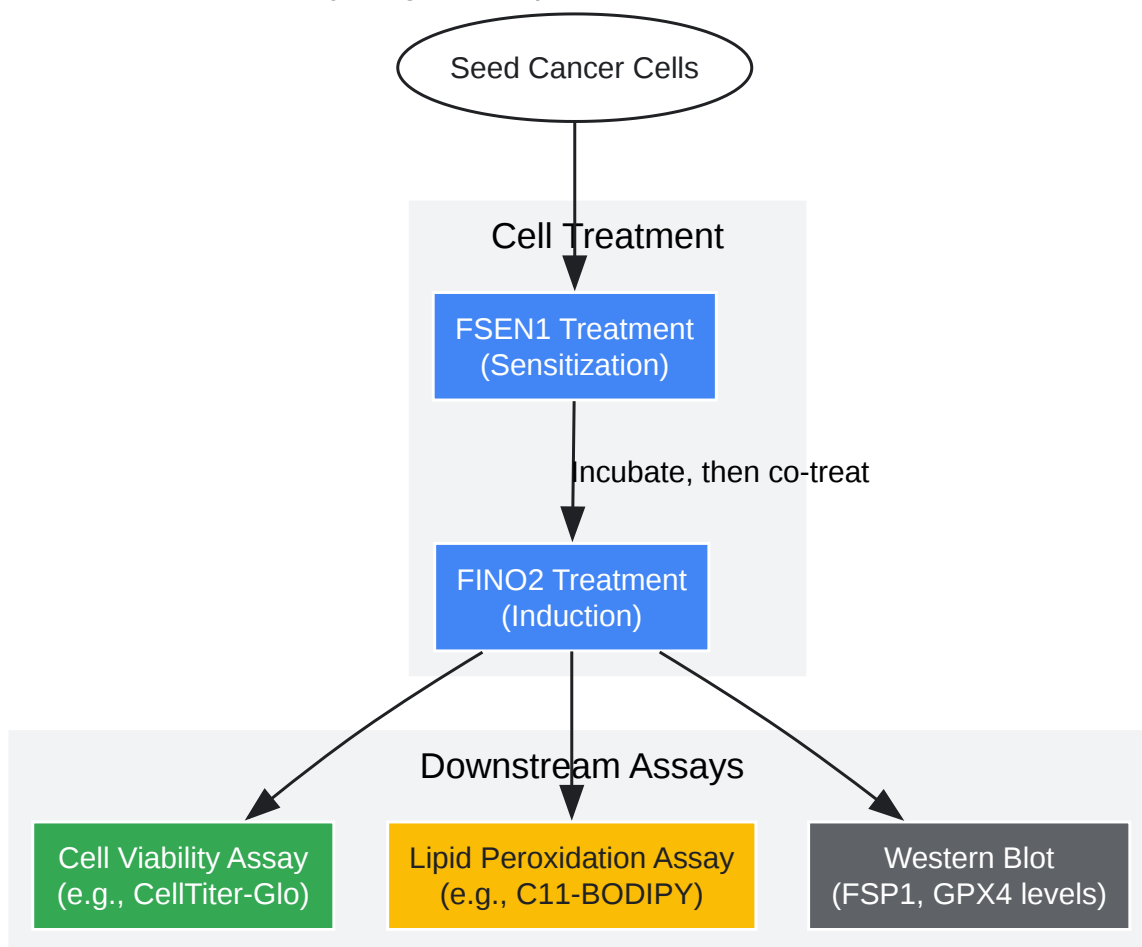 Seed Cancer Cells
Cell Treatment
FSEN1 Treatment
(Sensitization)
Incubate, then co-treat
FINO2 Treatment
(Induction)
Downstream Assays
Cell Viability Assay
(e.g., CellTiter-Glo)
Lipid Peroxidation Assay
(e.g., C11-BODIPY)
Western Blot
(FSP1, GPX4 levels)